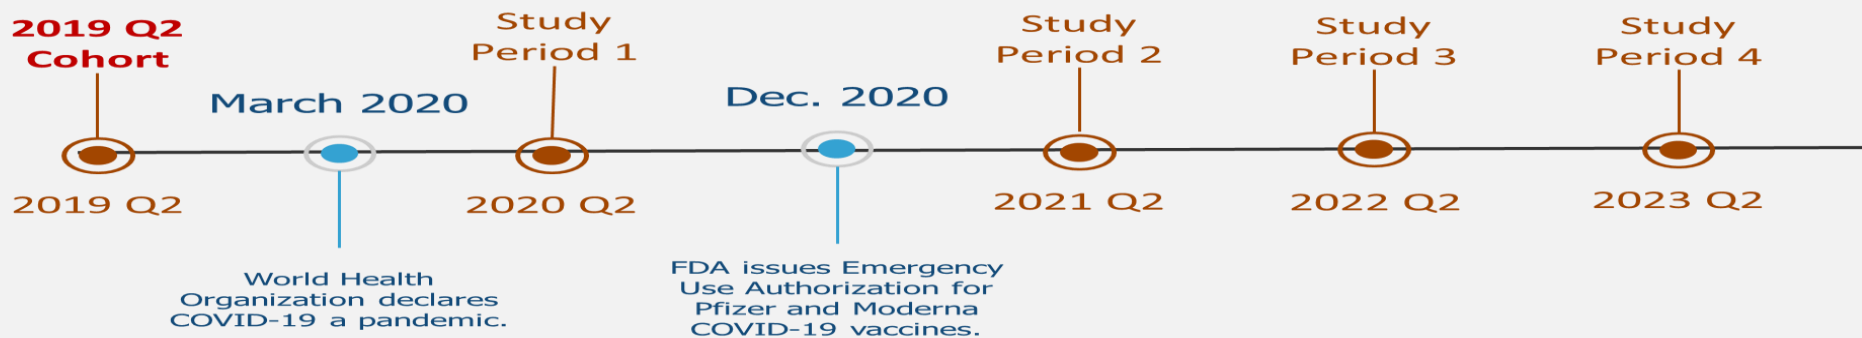 2019 Q2
Cohort
2019 Q2
March 2020
World Health
Organization declares
COVID-19 a pandemic.
Study
Period 1
2020 Q2
Dec. 2020
FDA issues Emergency
Use Authorization for
Pfizer and Moderna
COVID-19 vaccines.
Study
Period 2
2021 Q2
Study
Period 3
2022 Q2
Study
Period 4
2023 Q2